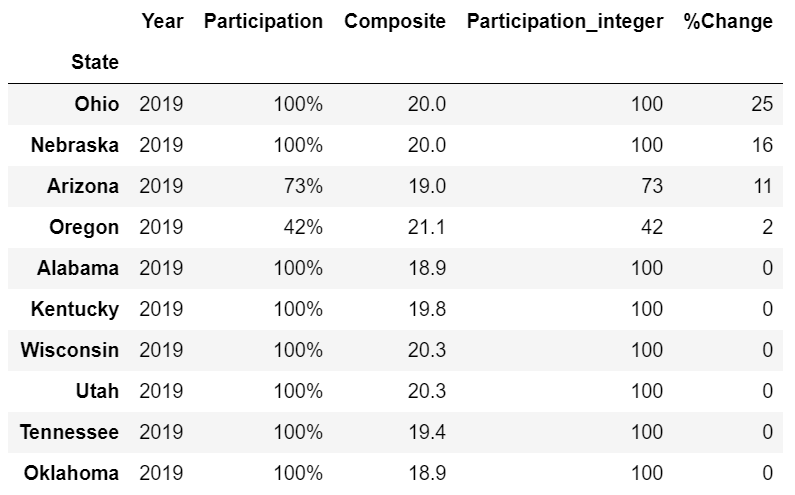 Year Participation Composite Participation_integer %Change
State
Ohio 2019 100% 20.0 100 25
Nebraska 2019 100% 20.0 100 16
Arizona 2019 73% 19.0 73 11
Oregon 2019 42% 21.1 42 2
Alabama 2019 100% 18.9 100 0
Kentucky 2019 100% 19.8 100 0
Wisconsin 2019 100% 20.3 100 0
Utah 2019 100% 20.3 100 0
Tennessee 2019 100% 19.4 100 0
Oklahoma 2019 100% 18.9 100 0